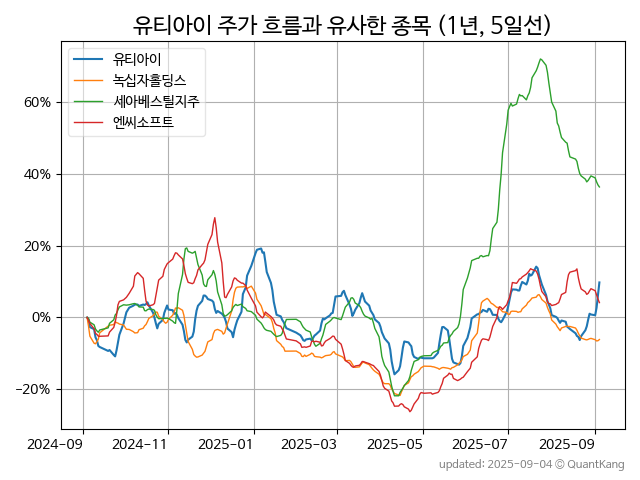 유티아이 주가 흐름과 유사한 종목 (1년, 5일선)
유티아이
녹십자홀딩스
세아베스틸지주
엔씨소프트
60%
40%
20%
0%
−20%
2024-09 2024-11 2025-01 2025-03 2025-05 2025-07 2025-09
updated: 2025-09-04 © QuantKang